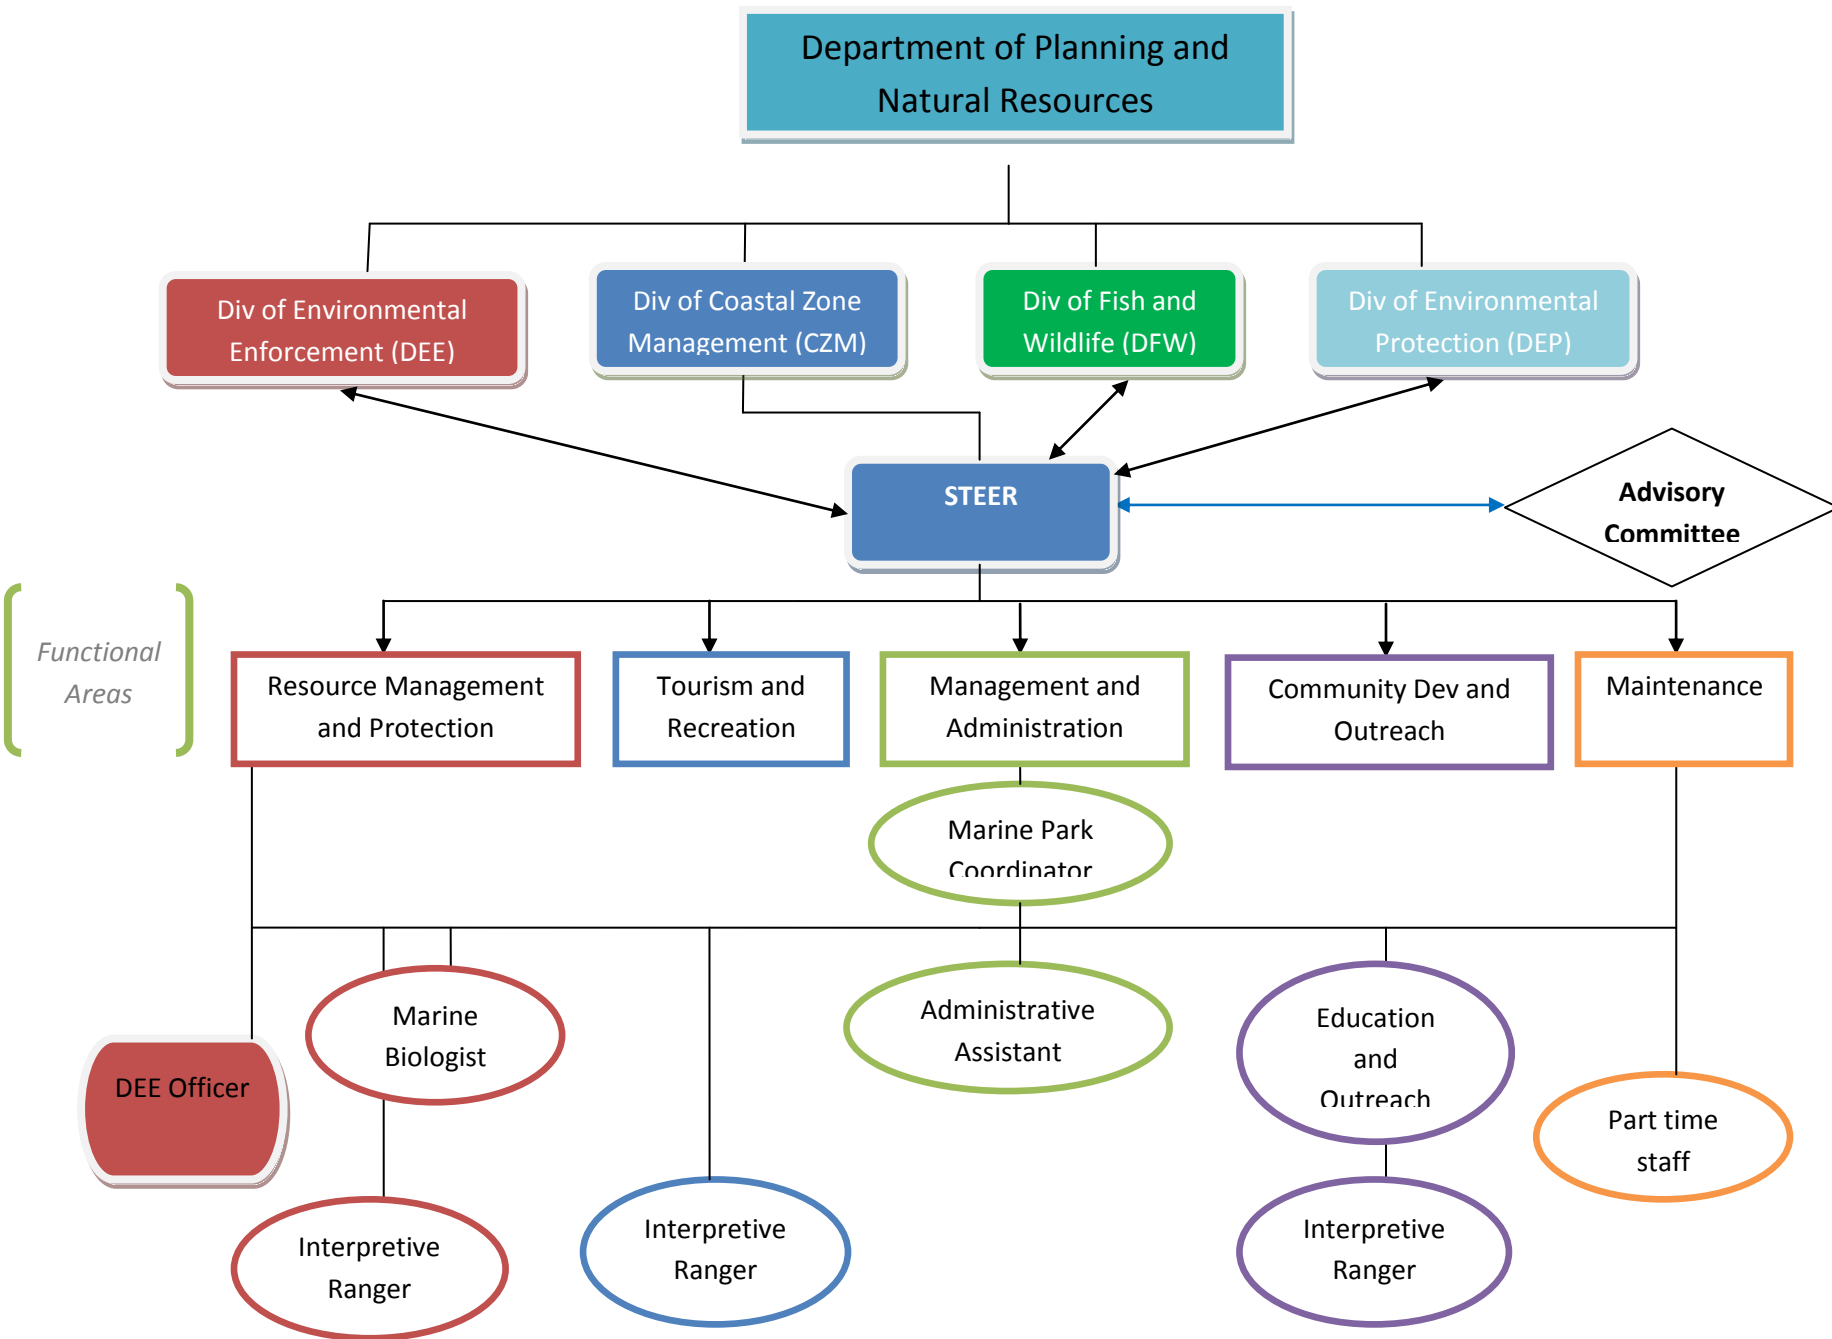 Department of Planning and
Natural Resources
Div of Environmental
Enforcement (DEE)
Div of Coastal Zone
Management (CZM)
Div of Fish and
Wildlife (DFW)
Div of Environmental
Protection (DEP)
STEER
Advisory
Committee
Functional
Areas
Resource Management
and Protection
Tourism and
Recreation
Management and
Administration
Community Dev and
Outreach
Maintenance
Marine Park
Coordinator
Marine
Biologist
Administrative
Assistant
Education
and
Outreach
DEE Officer
Part time
staff
Interpretive
Ranger
Interpretive
Ranger
Interpretive
Ranger